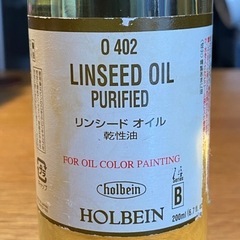 O 402
LINSEED OIL
PURIFIED
リンシード オイル
乾性油
FOR OIL COLOR PAINTING
holbein
B
HOLBEIN
200ml